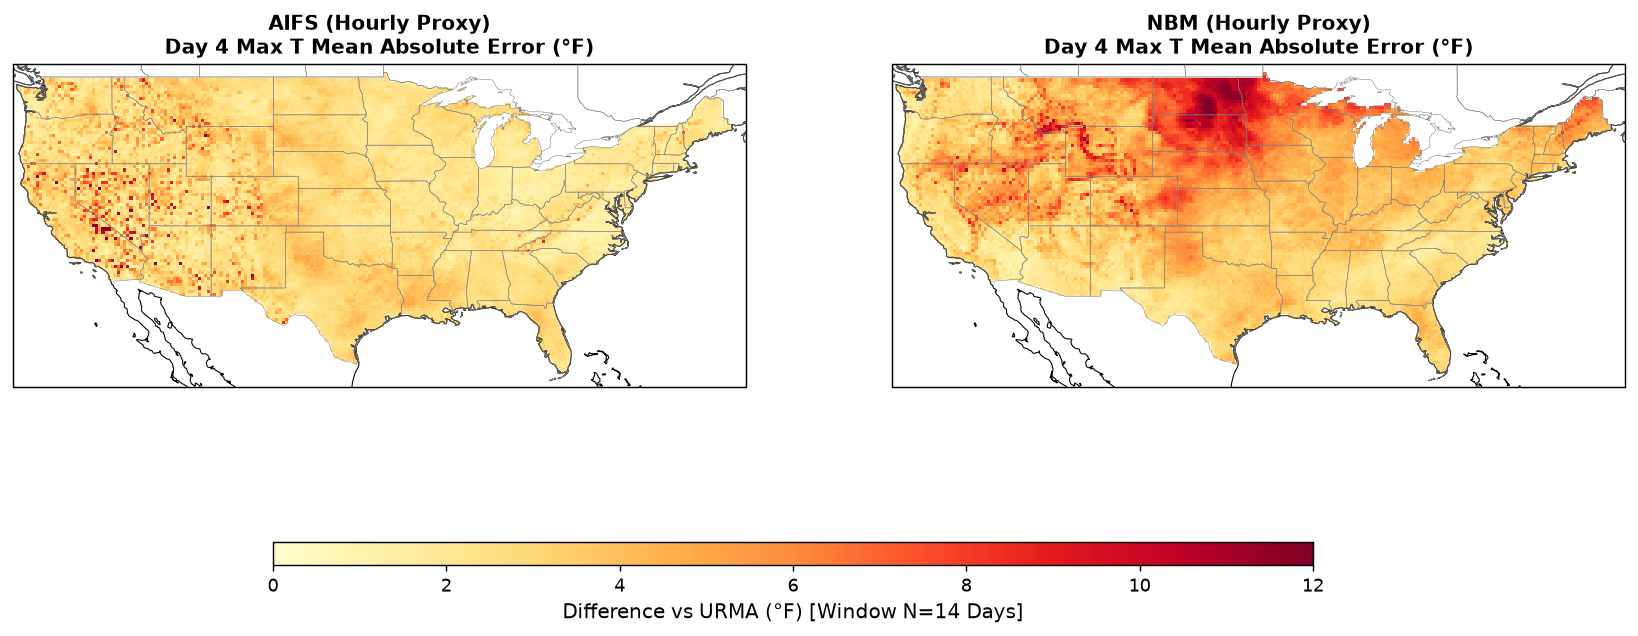 AIFS (Hourly Proxy)
Day 4 Max T Mean Absolute Error (°F)
NBM (Hourly Proxy)
Day 4 Max T Mean Absolute Error (°F)
0 2 4 6 8 10 12
Difference vs URMA (°F) [Window N=14 Days]